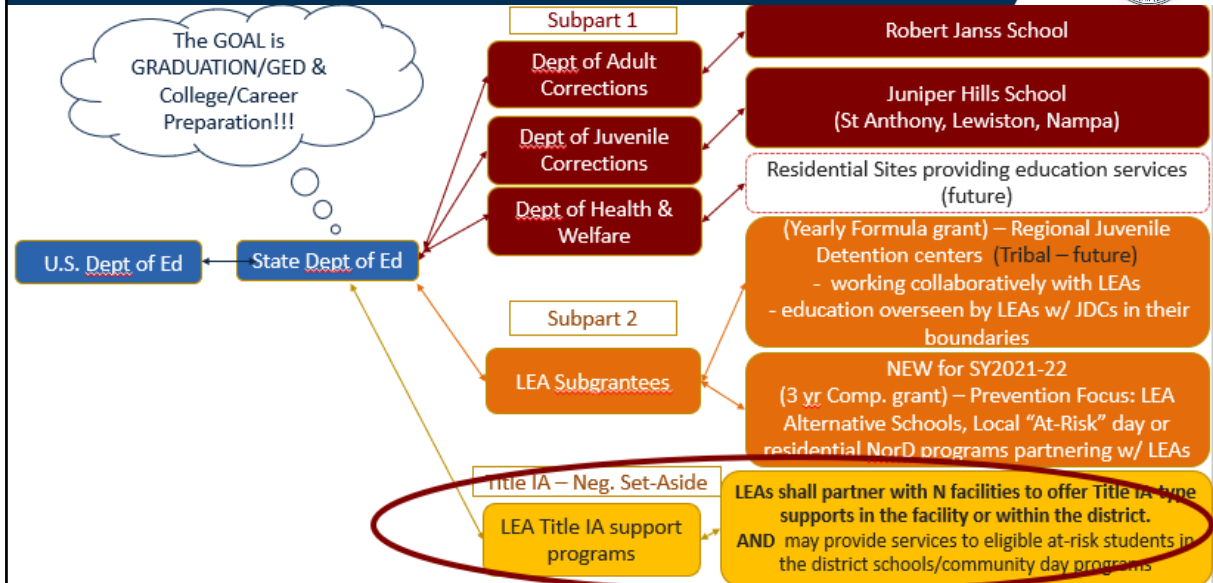 The GOAL is
GRADUATION/GED &
College/Career
Preparation!!!
U.S. Dept of Ed
State Dept of Ed
Subpart 1
Dept of Adult
Corrections
Robert Janss School
Dept of Juvenile
Corrections
Juniper Hills School
(St Anthony, Lewiston, Nampa)
Dept of Health &
Welfare
Residential Sites providing education services
(future)
Subpart 2
LEA Subgrantees
(Yearly Formula grant) – Regional Juvenile
Detention centers (Tribal – future)
- working collaboratively with LEAs
- education overseen by LEAs w/ JDCs in their
boundaries
NEW for SY2021-22
(3 yr Comp. grant) – Prevention Focus: LEA
Alternative Schools, Local “At-Risk” day or
residential NorD programs partnering w/ LEAs
Title IA – Neg. Set-Aside
LEA Title IA support
programs
LEAs shall partner with N facilities to offer Title IA-type
supports in the facility or within the district.
AND may provide services to eligible at-risk students in
the district schools/community day programs